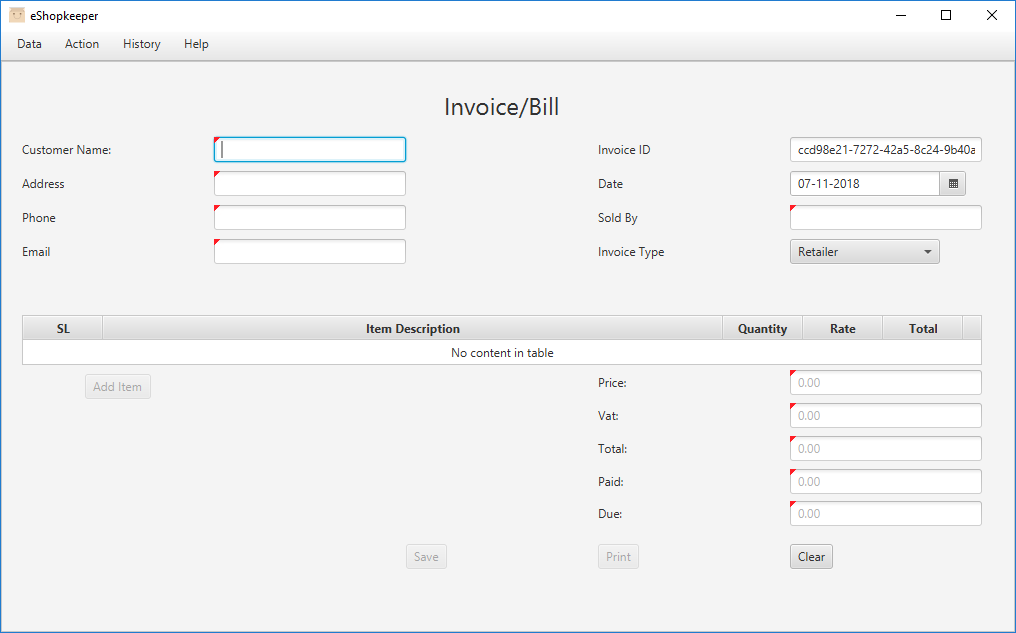 eShopkeeper
Data Action History Help
Invoice/Bill
Customer Name: Invoice ID ccd98e21-7272-42a5-8c24-9b40a
Address Date 07-11-2018
Phone Sold By
Email Invoice Type Retailer
SL Item Description Quantity Rate Total
No content in table
Add Item Price: 0.00
Vat: 0.00
Total: 0.00
Paid: 0.00
Due: 0.00
Save Print Clear